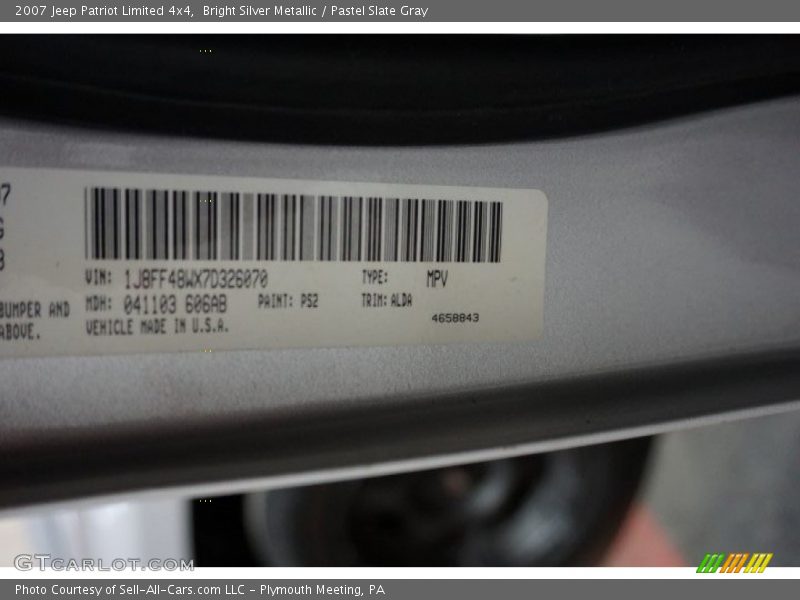 2007 Jeep Patriot Limited 4x4, Bright Silver Metallic / Pastel Slate Gray
VIN: 1J8FF48WX7D326070 TYPE: MPV
BUMPER AND MDH: 041103 606AB PAINT: PS2 TRIM: ALDA
ABOVE. VEHICLE MADE IN U.S.A. 4658843
GTcarlot.com
Photo Courtesy of Sell-All-Cars.com LLC - Plymouth Meeting, PA